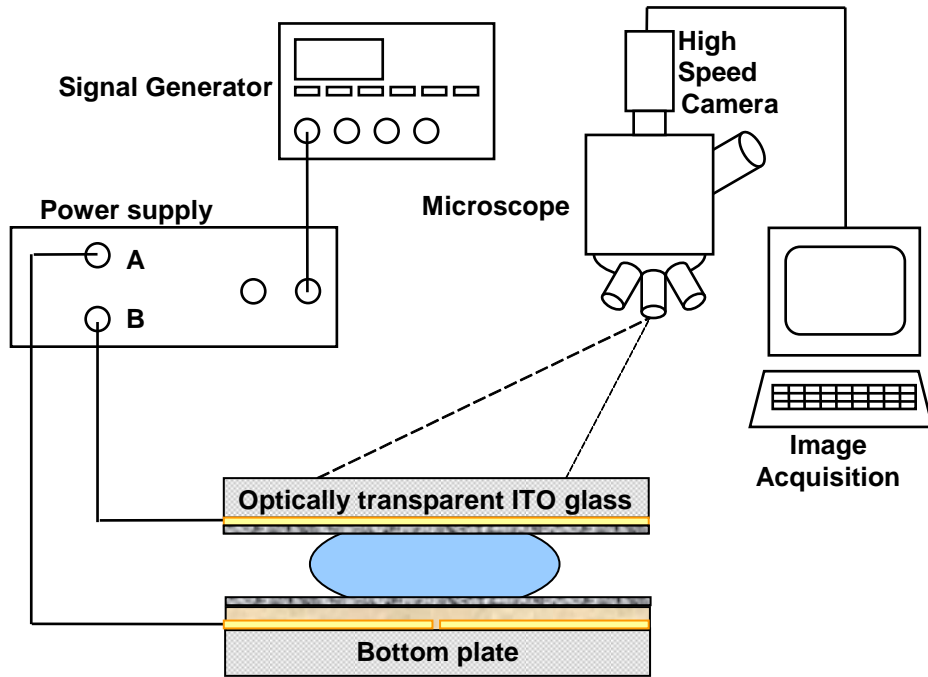 High
Speed
Camera
Signal Generator
Microscope
Power supply
A
B
Image
Acquisition
Optically transparent ITO glass
Bottom plate